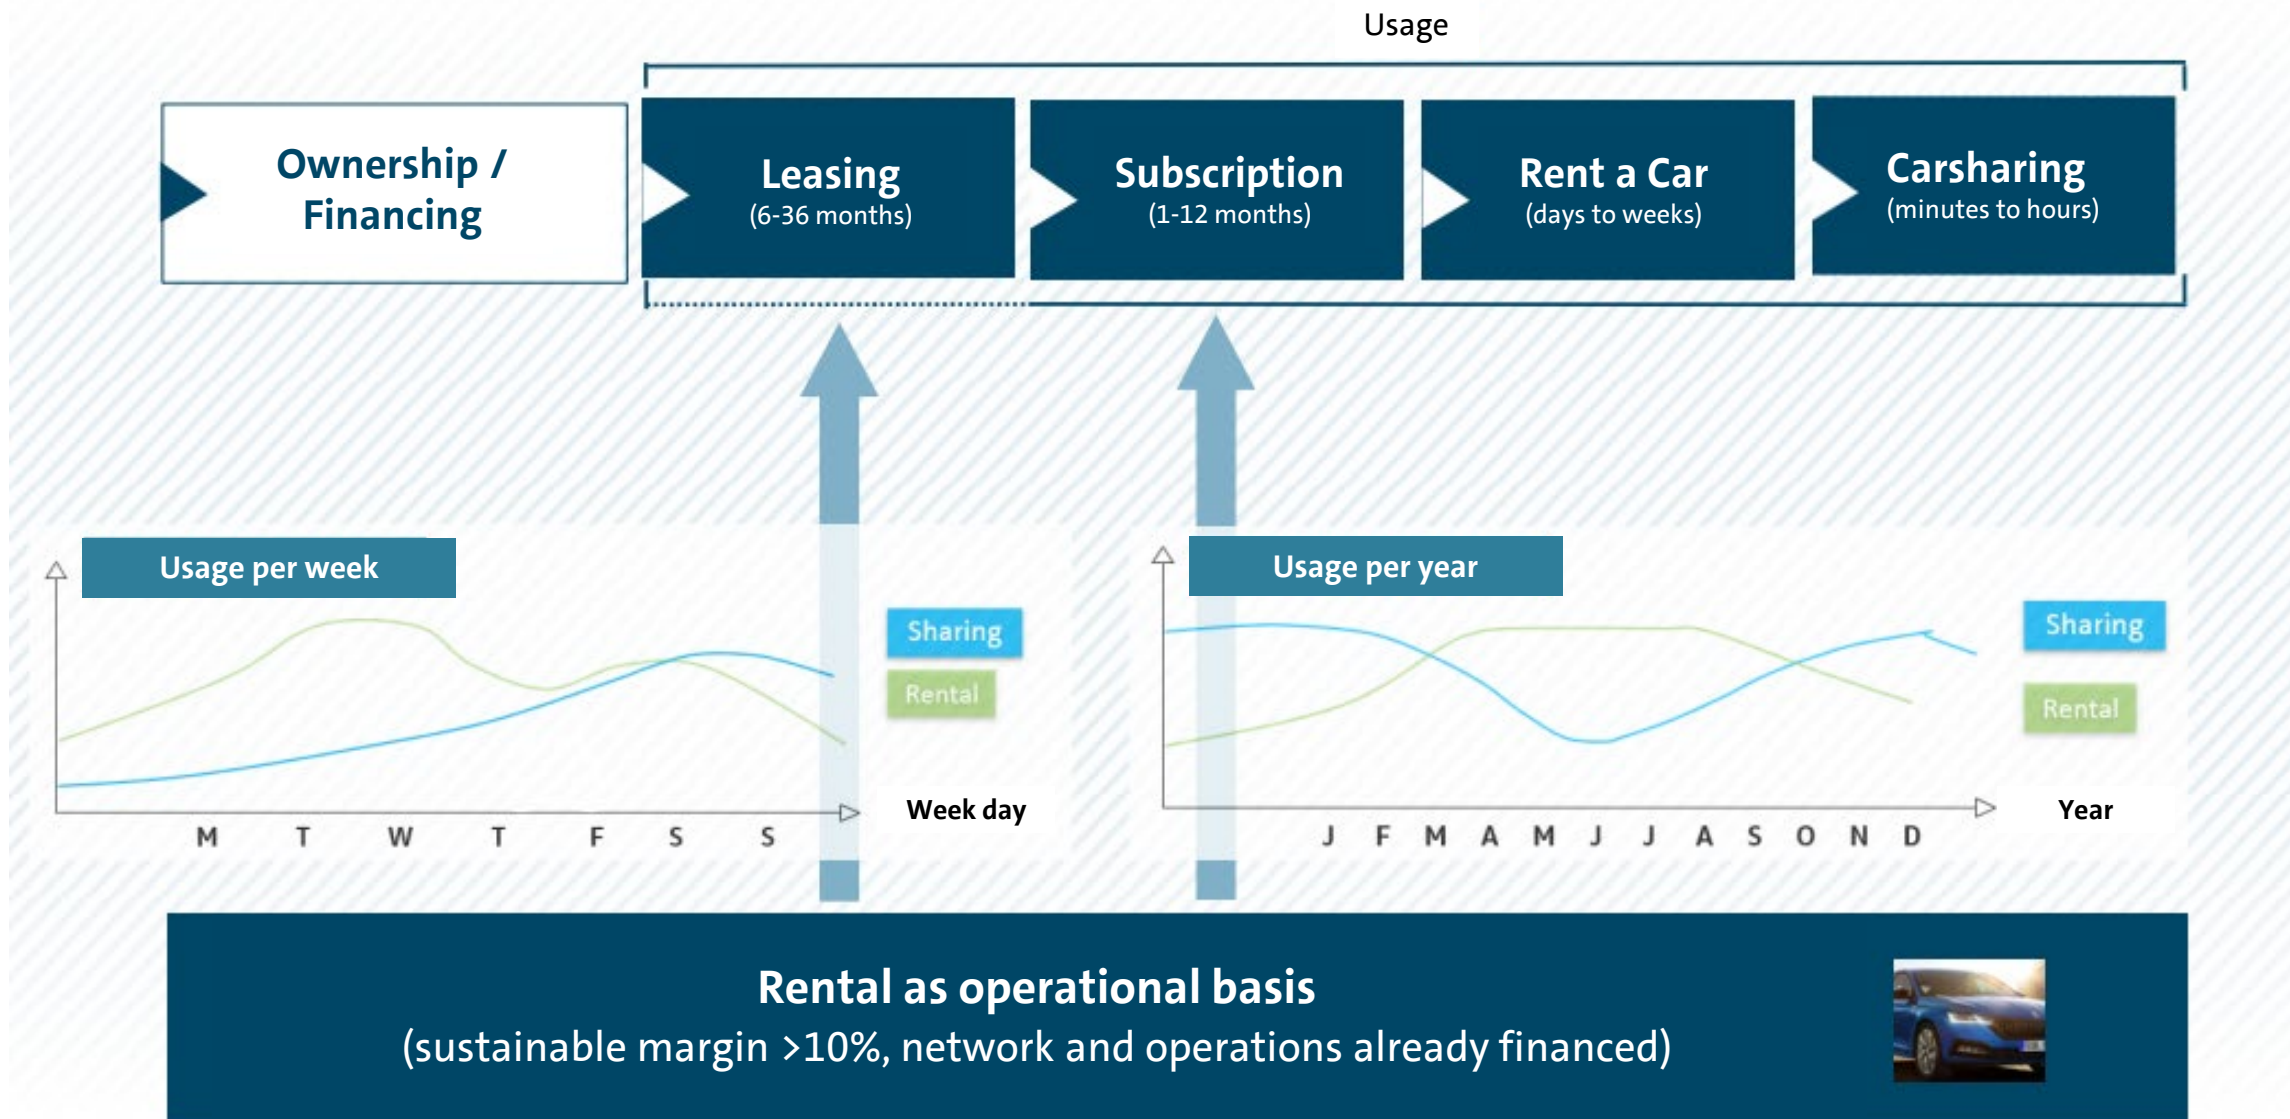 Usage
Ownership /
Financing
Leasing
(6-36 months)
Subscription
(1-12 months)
Rent a Car
(days to weeks)
Carsharing
(minutes to hours)
Usage per week
Sharing
Rental
Week day
M T W T F S S
Usage per year
Sharing
Rental
Year
J F M A M J J A S O N D
Rental as operational basis
(sustainable margin >10%, network and operations already financed)